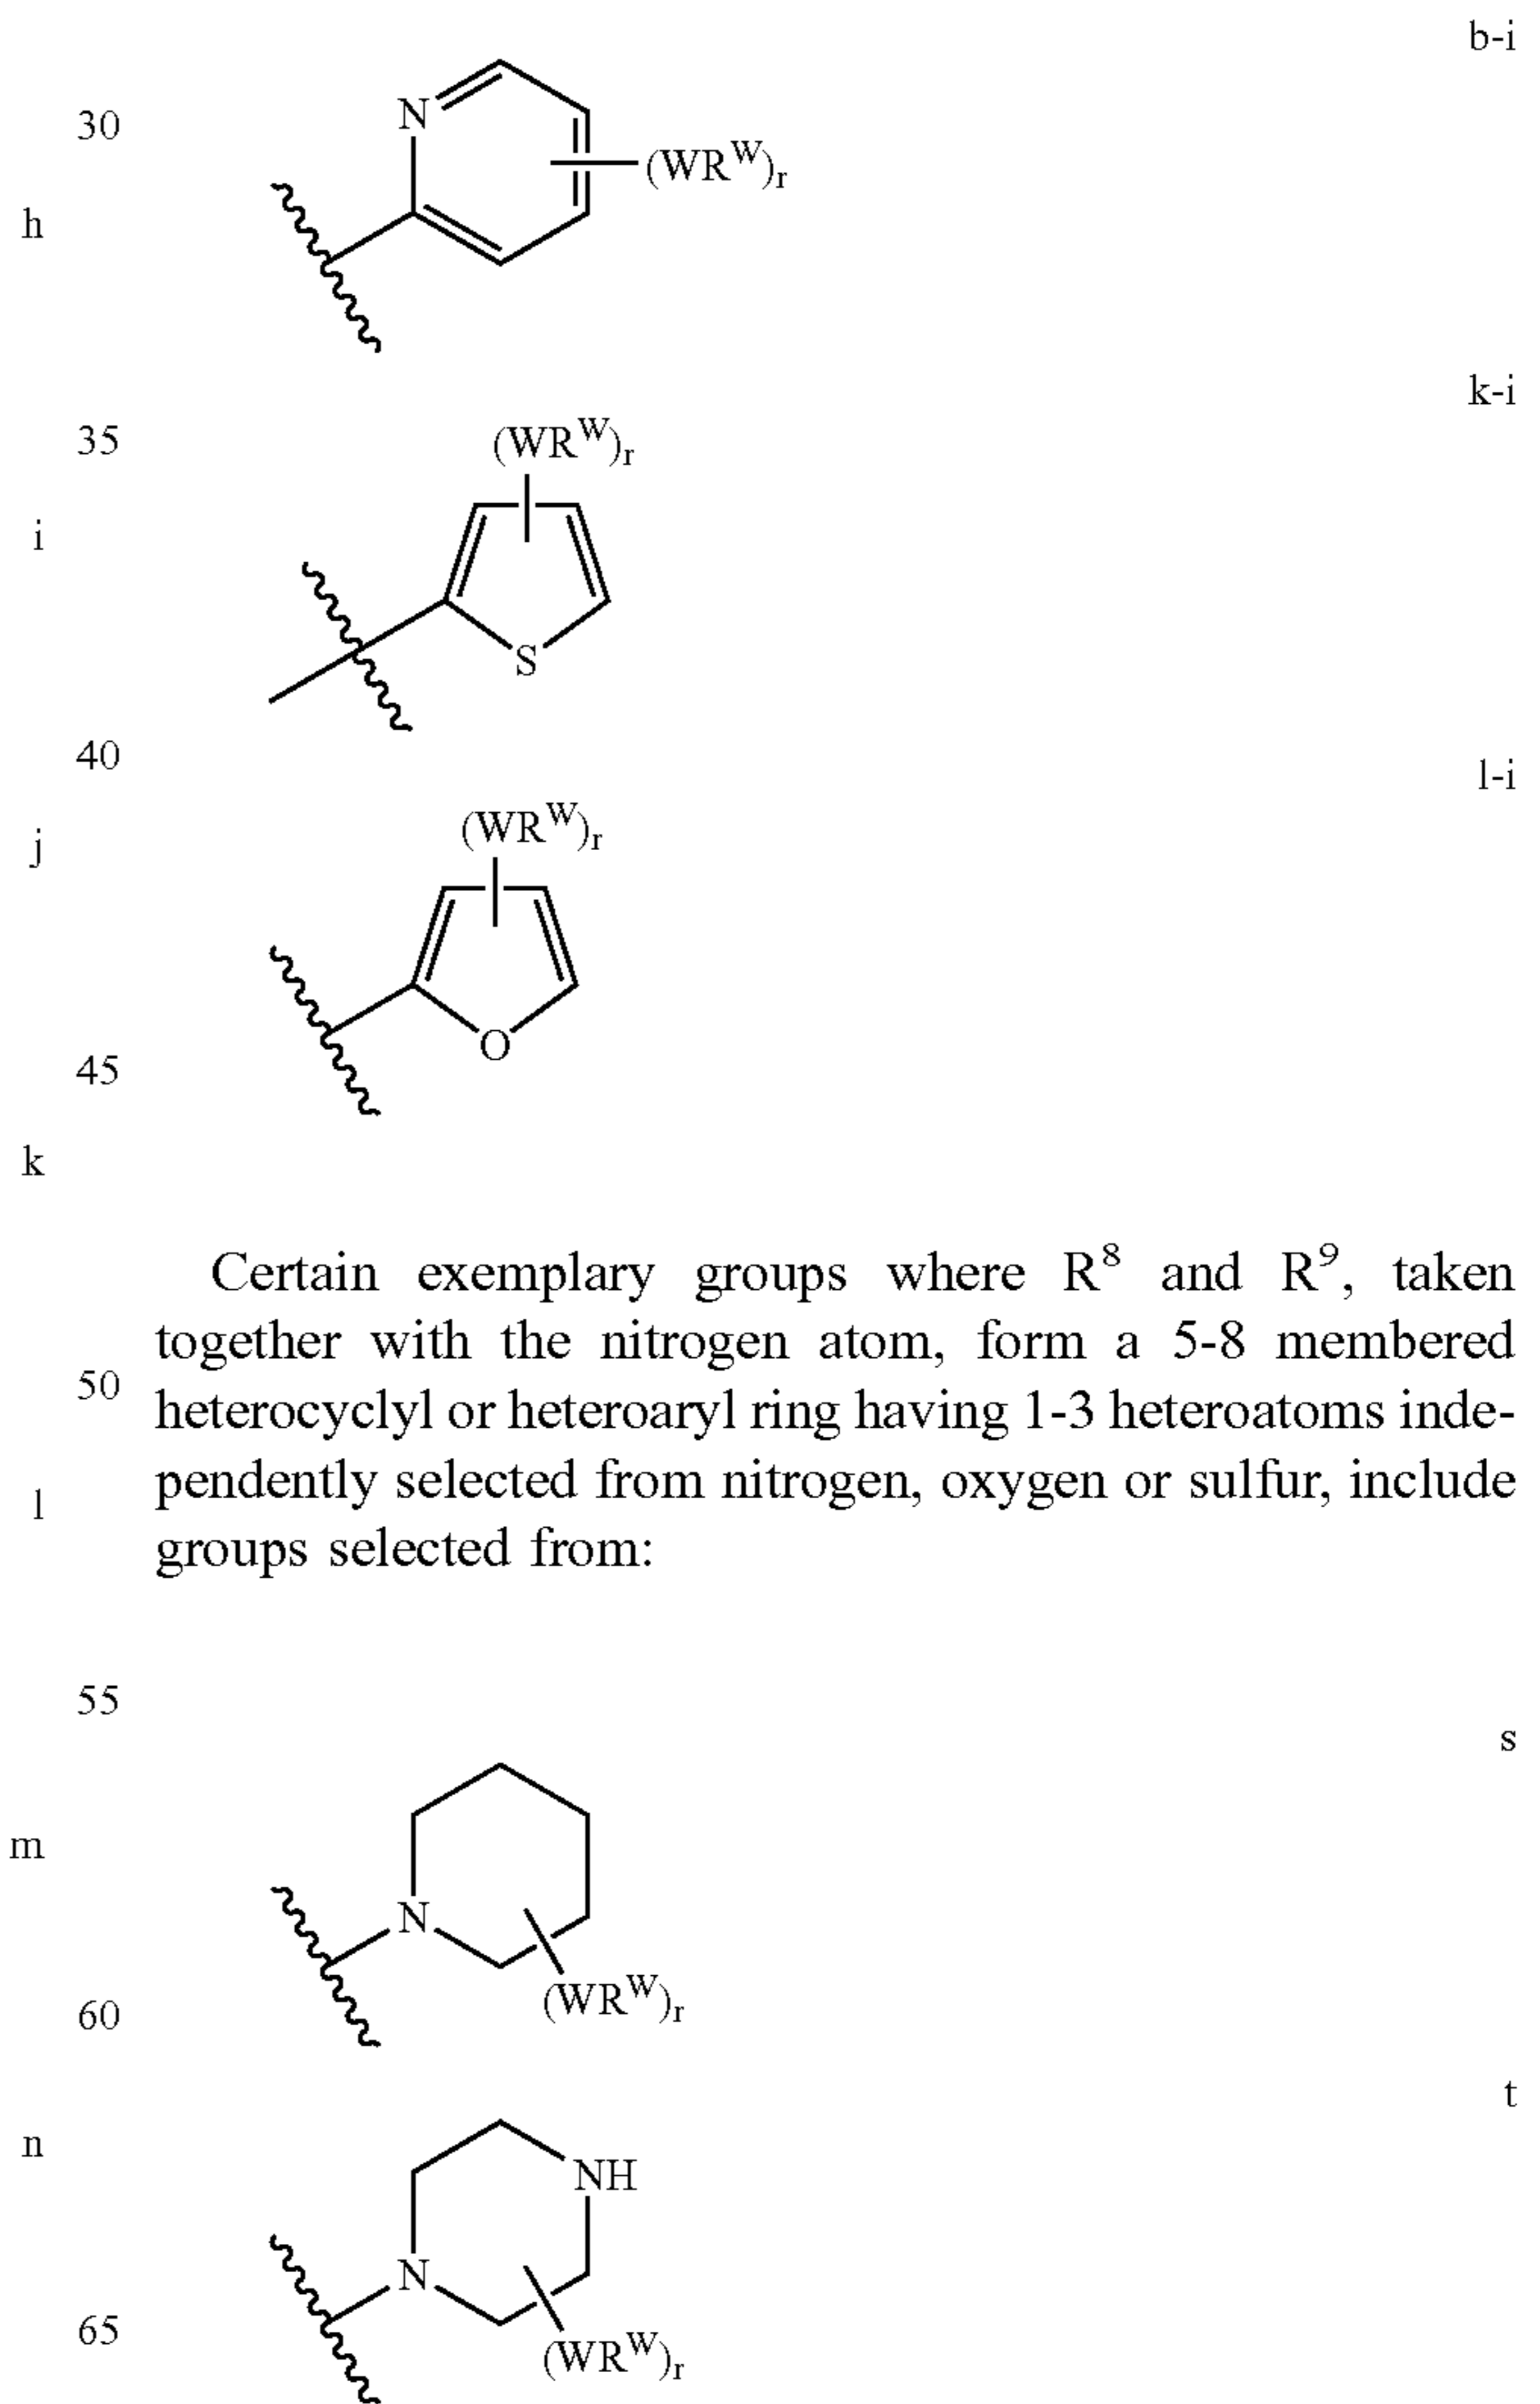 b-i
30
N
(WR^W)_r
h
k-i
35
(WR^W)_r
i
S
40
l-i
j
(WR^W)_r
O
45
k
Certain exemplary groups where R^8 and R^9, taken
together with the nitrogen atom, form a 5-8 membered
50
heterocyclyl or heteroaryl ring having 1-3 heteroatoms inde-
pendently selected from nitrogen, oxygen or sulfur, include
l
groups selected from:
55
s
m
N
(WR^W)_r
60
t
n
NH
N
65
(WR^W)_r